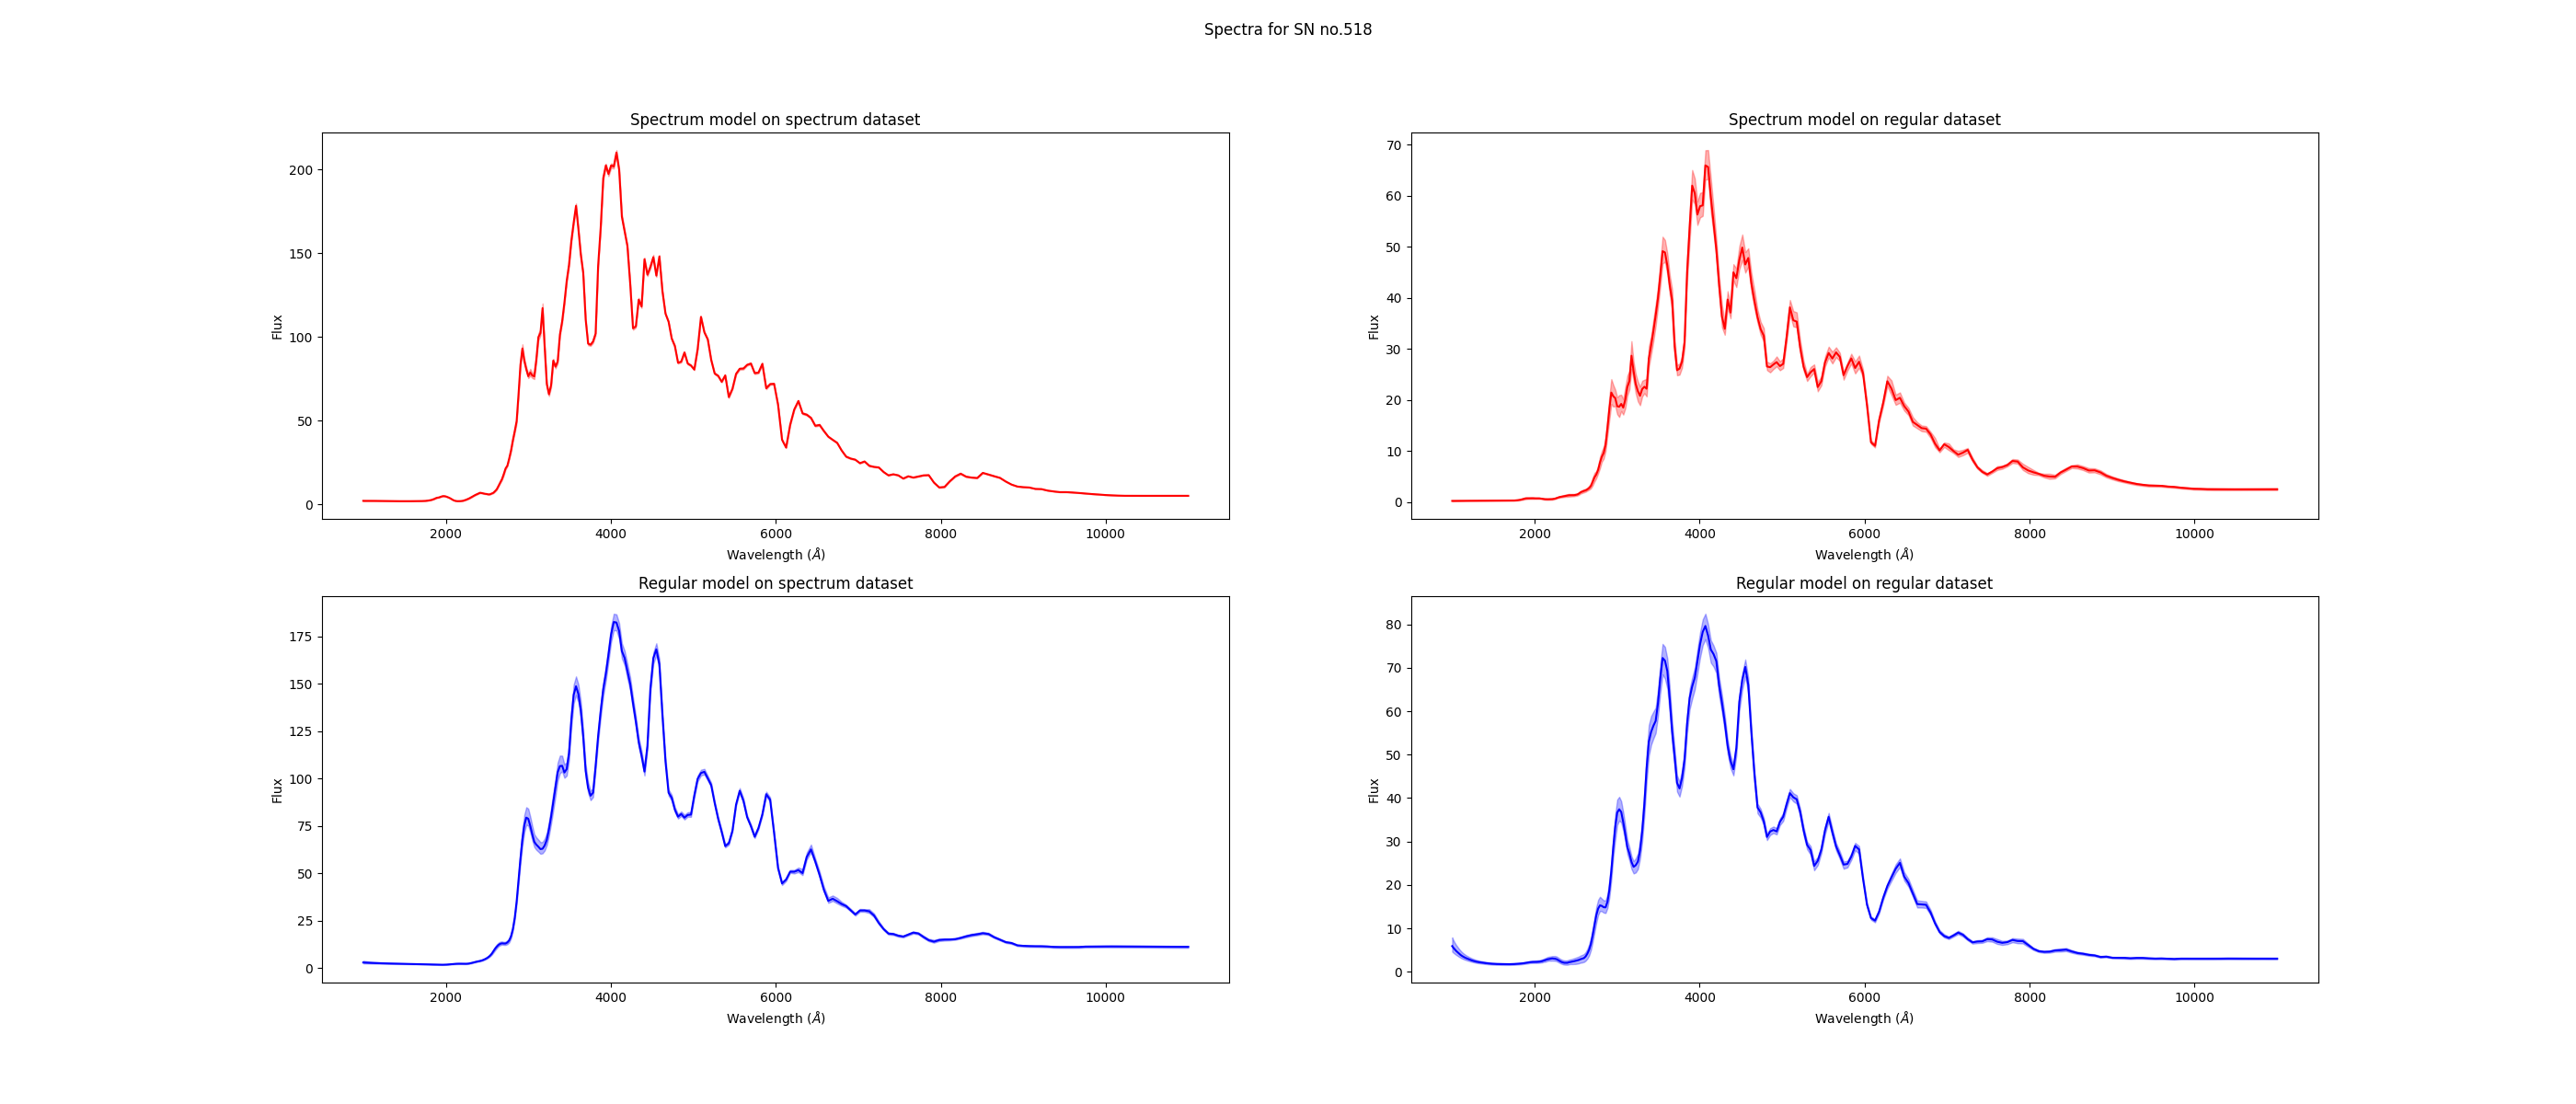 Spectra for SN no.518
Spectrum model on spectrum dataset
200
150
100
50
0
Flux
2000 4000 6000 8000 10000
Wavelength (Å)
Spectrum model on regular dataset
70
60
50
40
30
20
10
0
Flux
2000 4000 6000 8000 10000
Wavelength (Å)
Regular model on spectrum dataset
175
150
125
100
75
50
25
0
Flux
2000 4000 6000 8000 10000
Wavelength (Å)
Regular model on regular dataset
80
70
60
50
40
30
20
10
0
Flux
2000 4000 6000 8000 10000
Wavelength (Å)